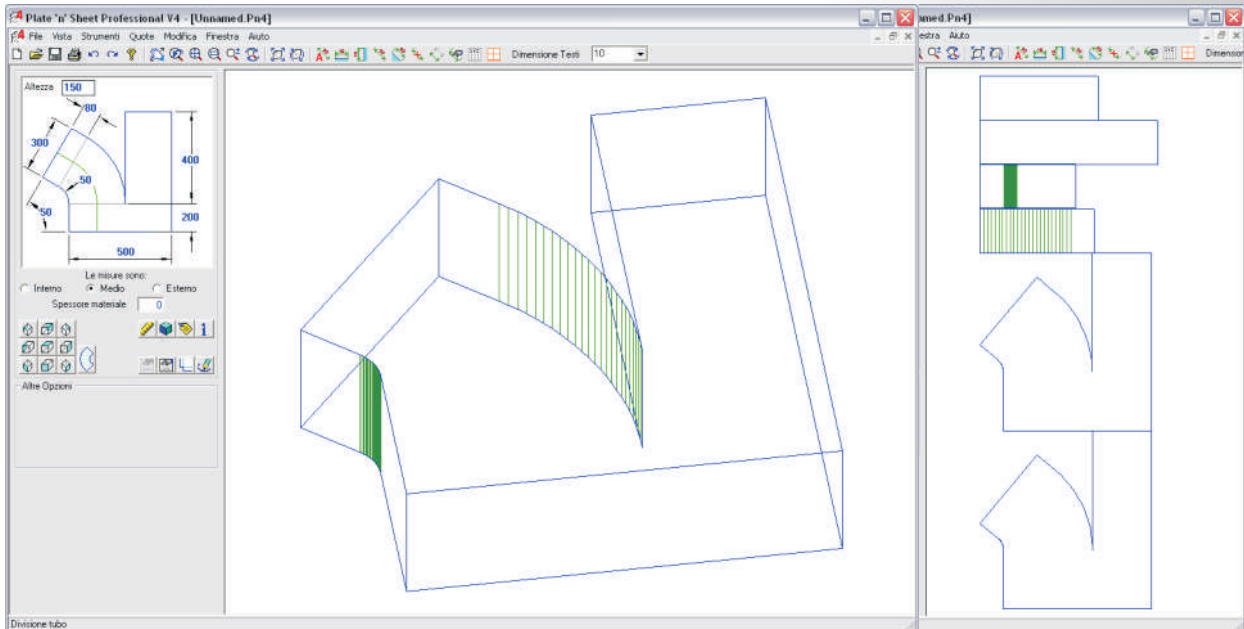 Plate 'n' Sheet Professional V4 - [Unnamed.Pn4]
File Vista Strumenti Quote Modifica Finestra Aiuto
Dimensione Testi 10
Altezza 150
80
300
400
50
50
200
500
Le misure sono:
Interno Medio Esterno
Spessore materiale 0
Altre Opzioni
Divisione tubo
med.Pn4]
estra Aiuto
Dimension